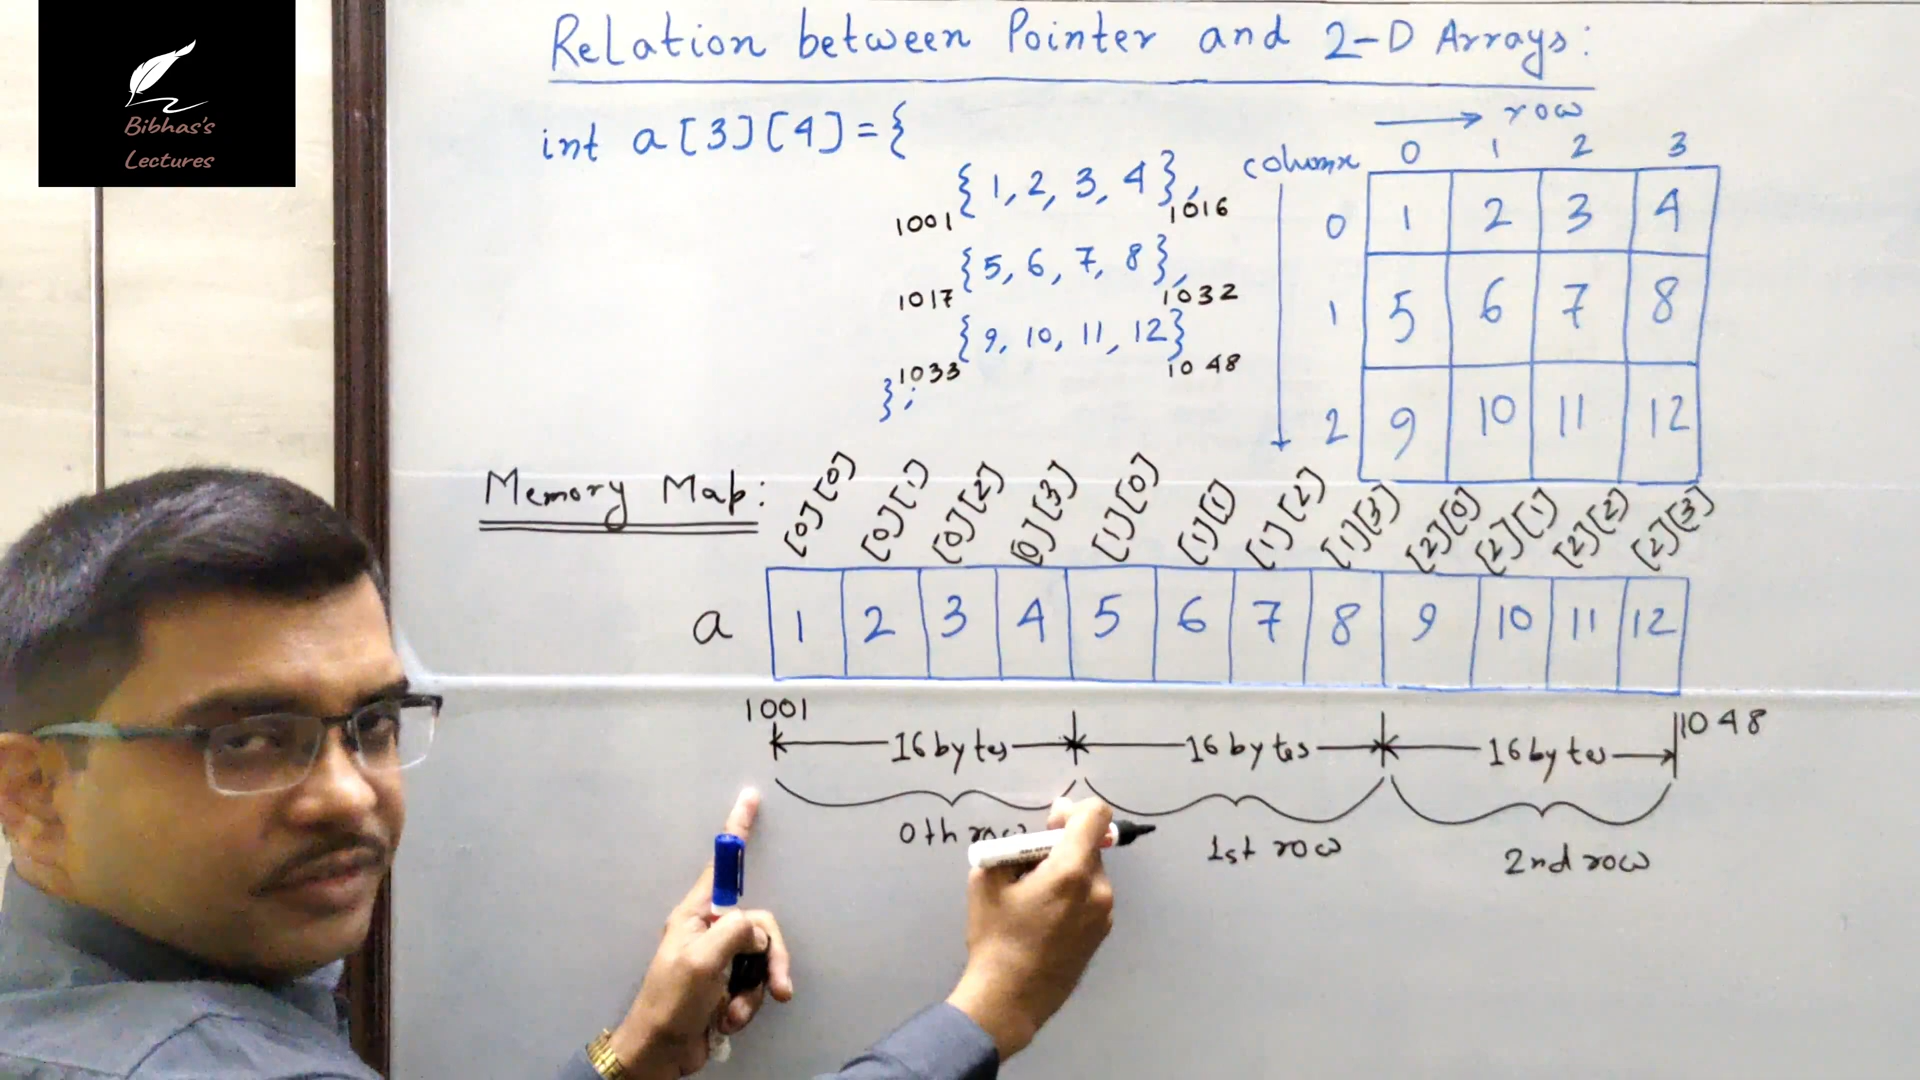 Bibhas's
Lectures
Relation between Pointer and 2-D Arrays:
int a[3][4]={
{1, 2, 3, 4},
1001 1016
{5, 6, 7, 8},
1017 1032
{9, 10, 11, 12}
1033 1048
};
row
column 0 1 2 3
0 1 2 3 4
1 5 6 7 8
2 9 10 11 12
Memory Map:
[0][0] [0][1] [0][2] [0][3] [1][0] [1][1] [1][2] [1][3] [2][0] [2][1] [2][2] [2][3]
a 1 2 3 4 5 6 7 8 9 10 11 12
1001 1048
16 bytes 16 bytes 16 bytes
0th row 1st row 2nd row